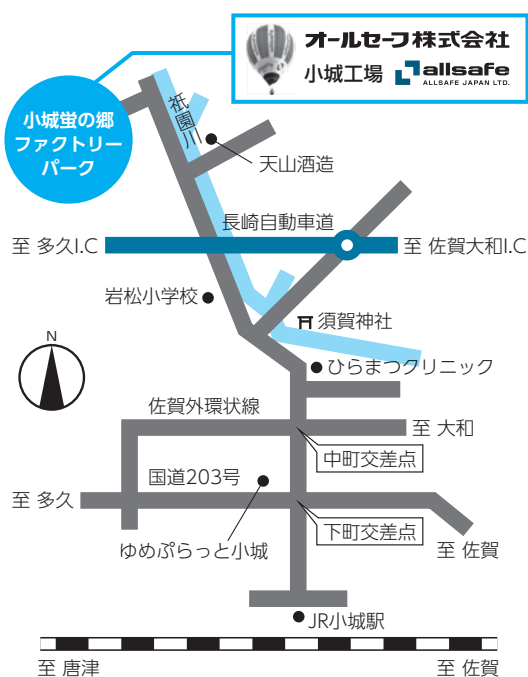 オールセーフ株式会社
小城工場 allsafe
ALLSAFE JAPAN LTD.
小城蛍の郷
ファクトリー
パーク
祇園川
天山酒造
長崎自動車道
至 多久I.C
至 佐賀大和I.C
岩松小学校
須賀神社
N
ひらまつクリニック
佐賀外環状線
至 大和
中町交差点
国道203号
至 多久
下町交差点
ゆめぷらっと小城
至 佐賀
JR小城駅
至 唐津
至 佐賀